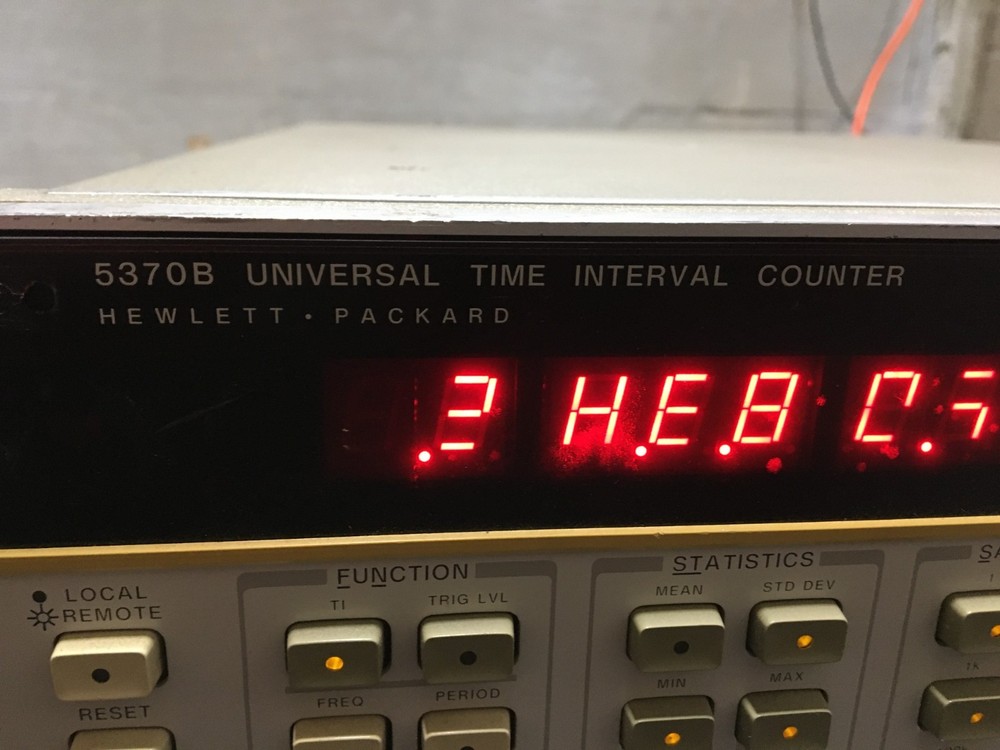 5370B UNIVERSAL TIME INTERVAL COUNTER
HEWLETT • PACKARD
LOCAL
REMOTE
FUNCTION
STATISTICS
TI
TRIG LVL
MEAN
STD DEV
RESET
FREQ
PERIOD
MIN
MAX
1K